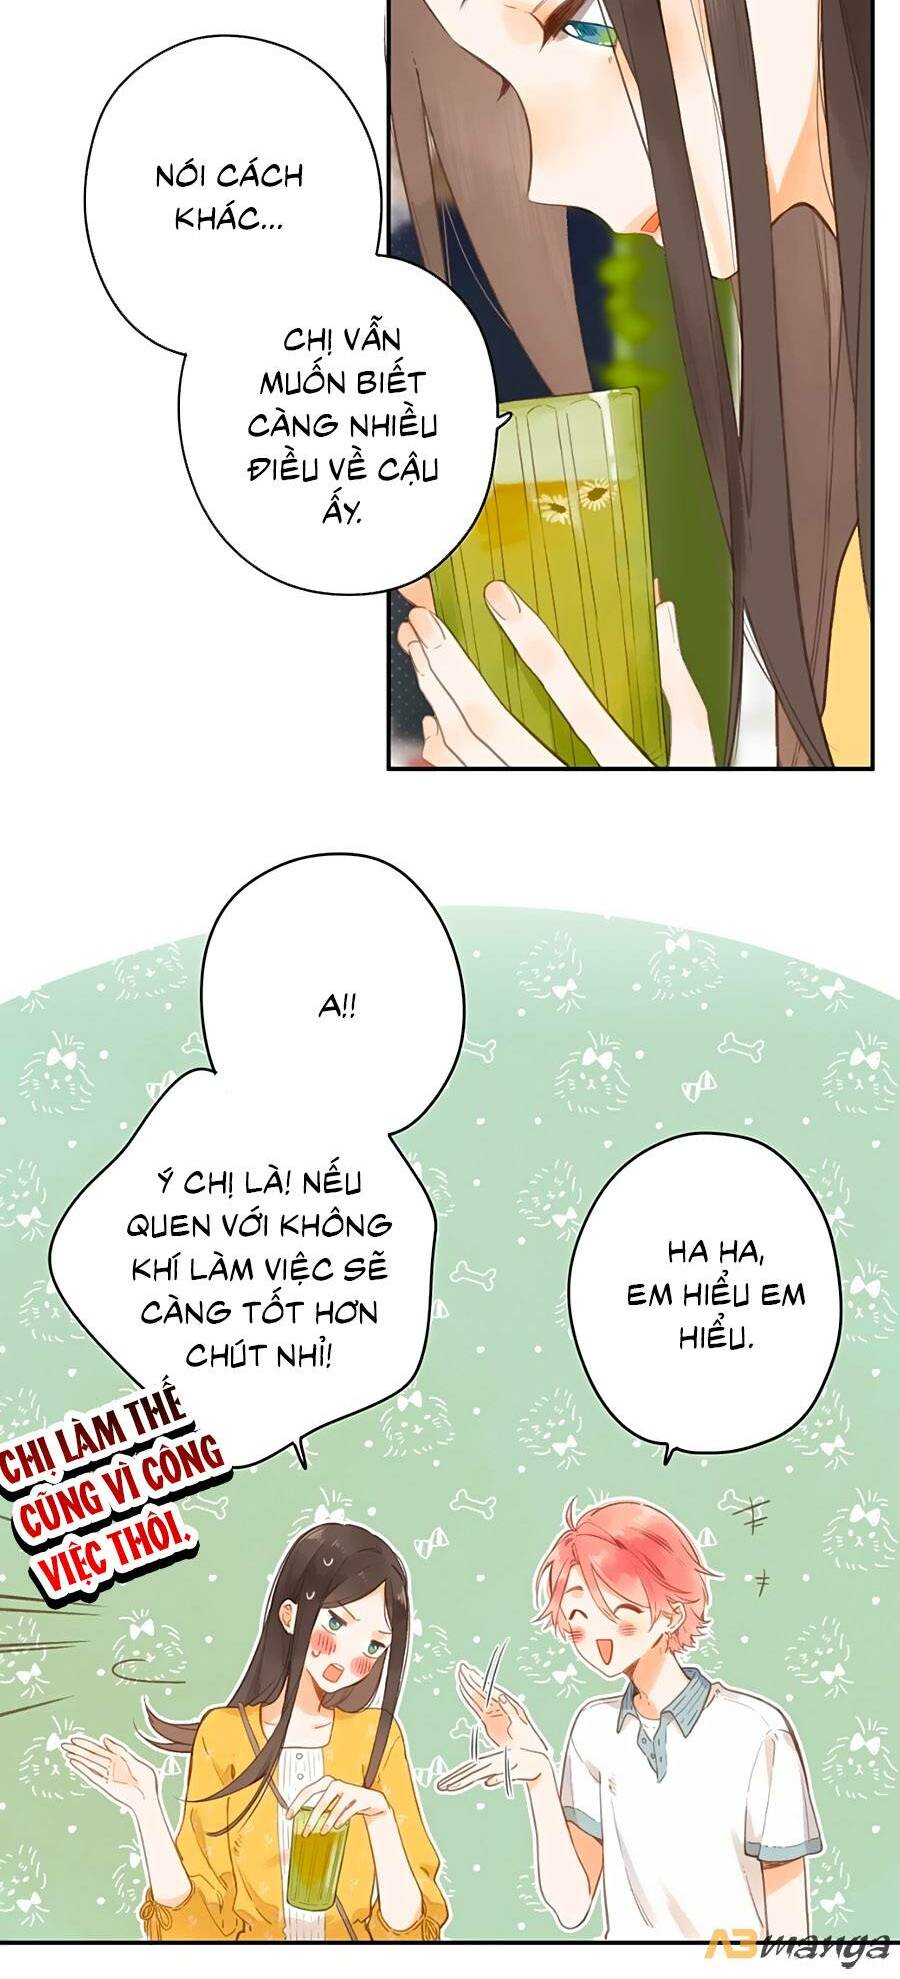 NÓI CÁCH
KHÁC...
CHỊ VẪN
MUỐN BIẾT
CÀNG NHIỀU
ĐIỀU VỀ CẬU
ẤY.
A!!
Ý CHỊ LÀ! NẾU
QUEN VỚI KHÔNG
KHÍ LÀM VIỆC SẼ
CÀNG TỐT HƠN
CHÚT NHỈ!
HA HA,
EM HIỂU EM
HIỂU.
CHỊ LÀM THẾ
CŨNG VÌ CÔNG
VIỆC THÔI.
A3manga